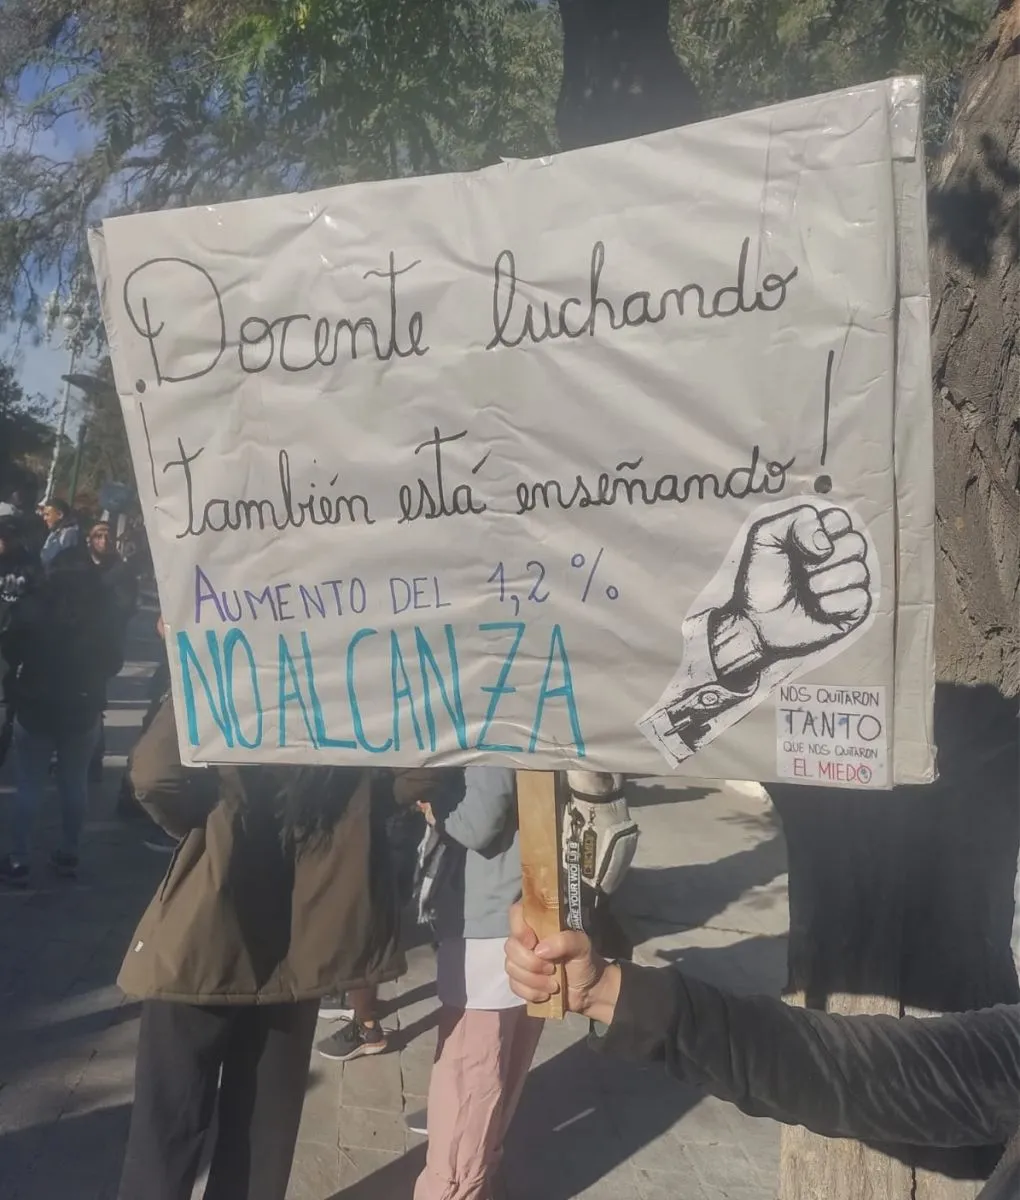 ¡Docente luchando
también está enseñando!
AUMENTO DEL 1,2 %
NO ALCANZA
NOS QUITARON
TANTO
QUE NOS QUITARON
EL MIEDO